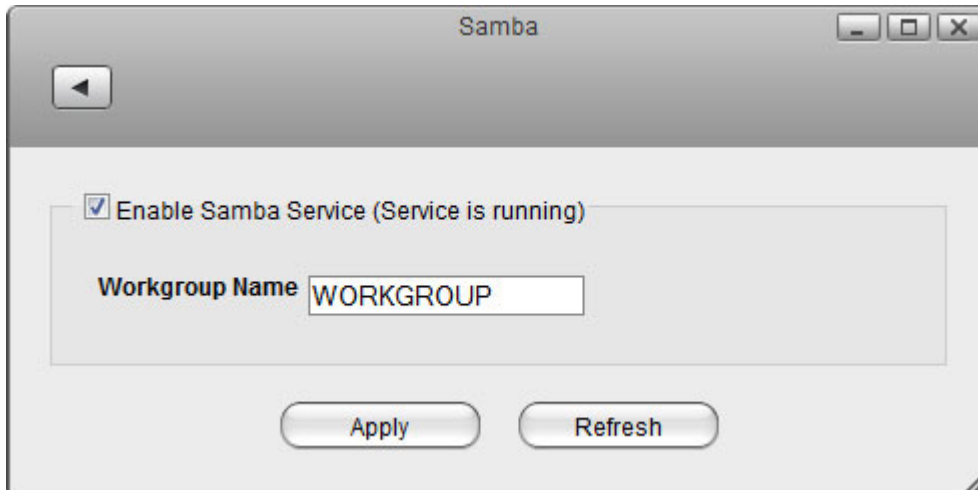 Samba
Enable Samba Service (Service is running)
Workgroup Name WORKGROUP
Apply Refresh